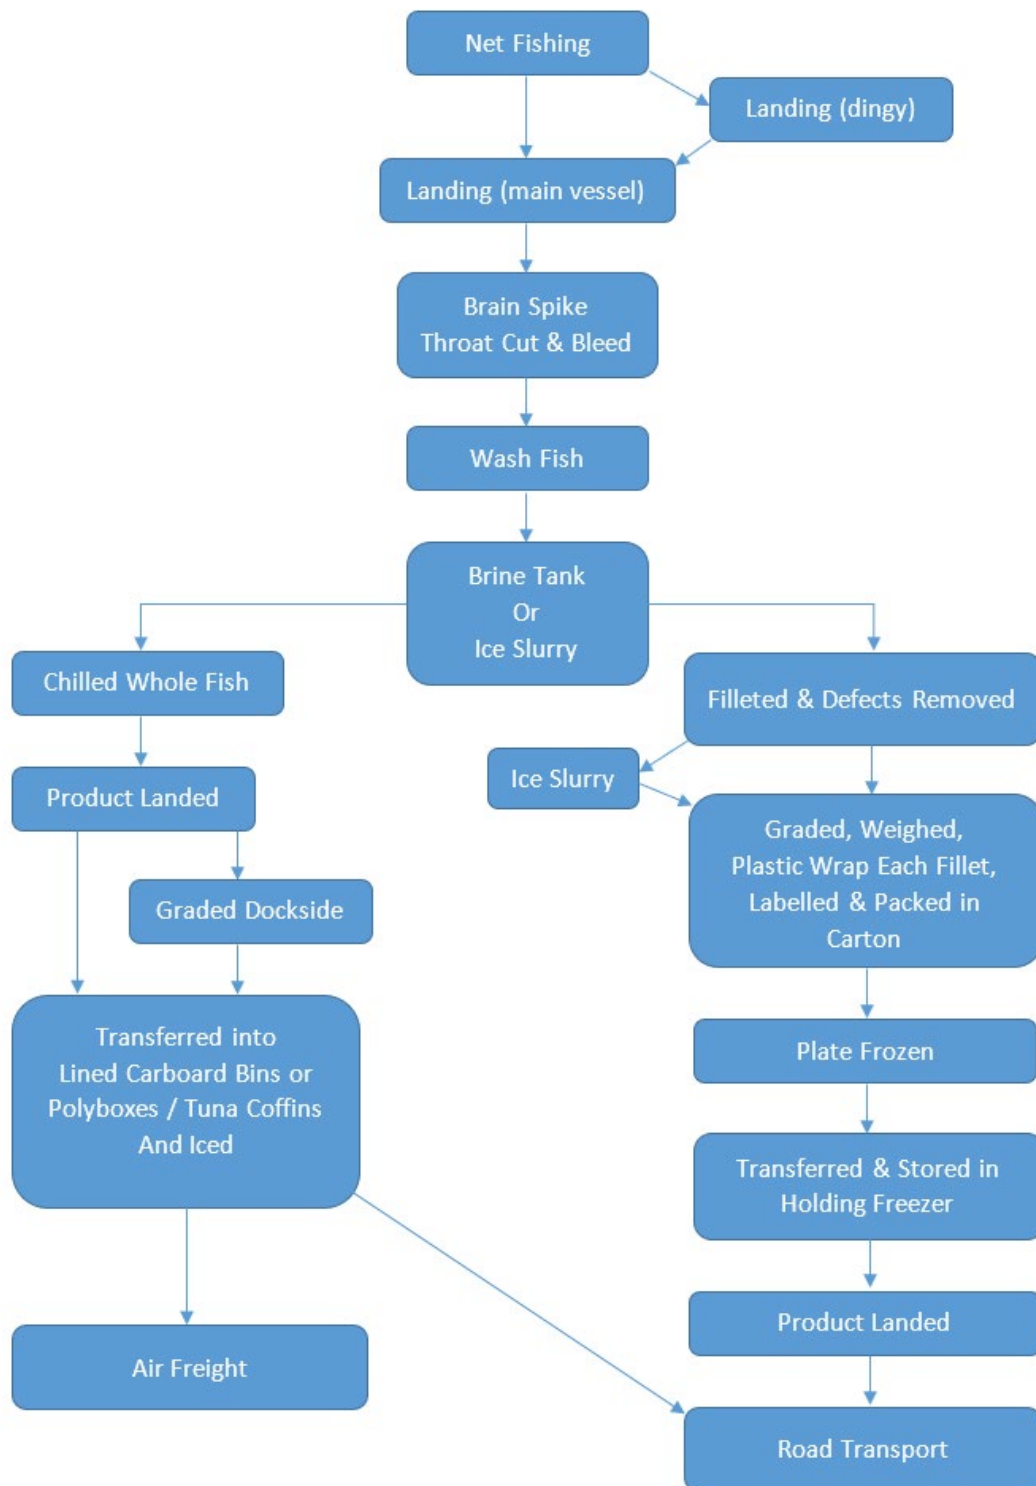 Net Fishing
Landing (dingy)
Landing (main vessel)
Brain Spike
Throat Cut & Bleed
Wash Fish
Brine Tank
Or
Ice Slurry
Chilled Whole Fish
Filleted & Defects Removed
Product Landed
Ice Slurry
Graded, Weighed,
Plastic Wrap Each Fillet,
Labelled & Packed in
Carton
Graded Dockside
Transferred into
Lined Carboard Bins or
Polyboxes / Tuna Coffins
And Iced
Plate Frozen
Transferred & Stored in
Holding Freezer
Product Landed
Air Freight
Road Transport